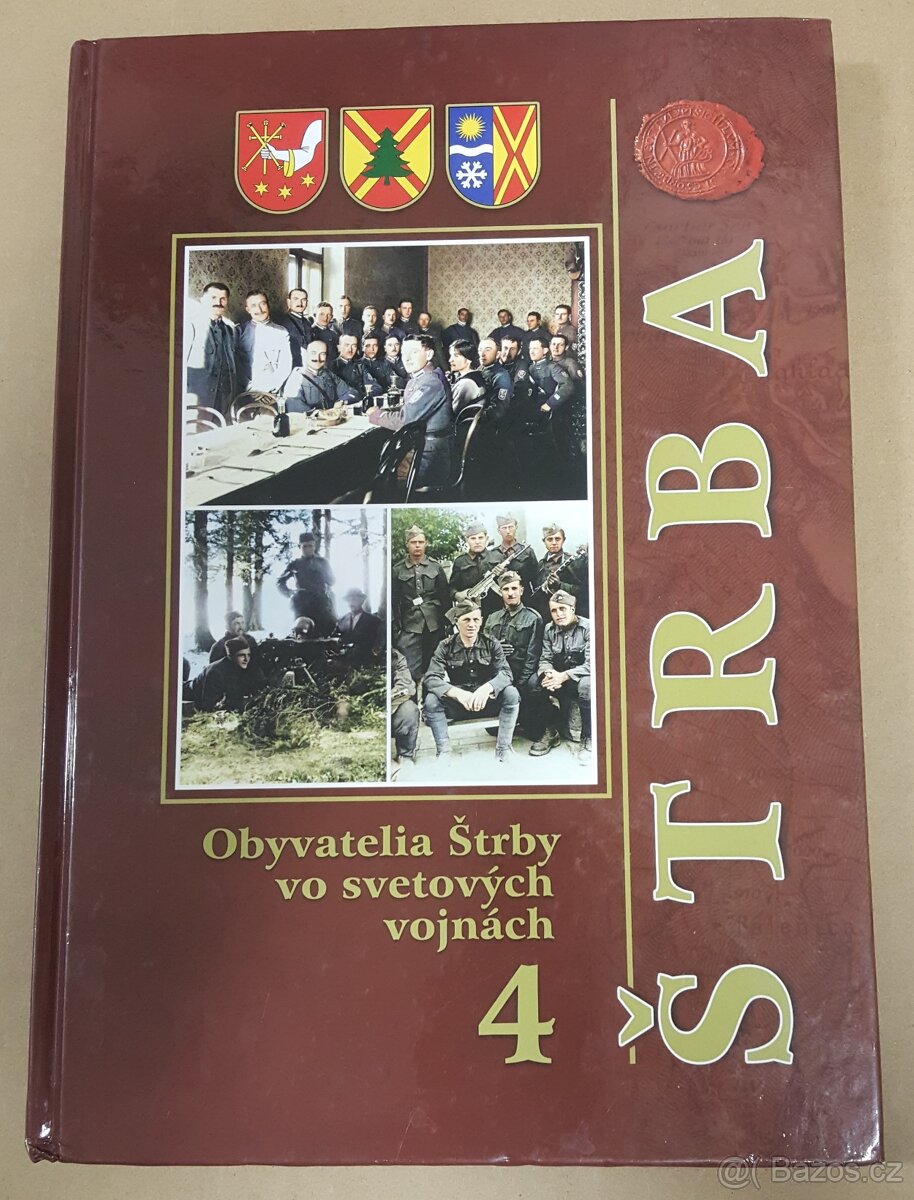 ŠTRBA
Obyvatelia Štrby
vo svetových
vojnách
4
@( Bazos.cz